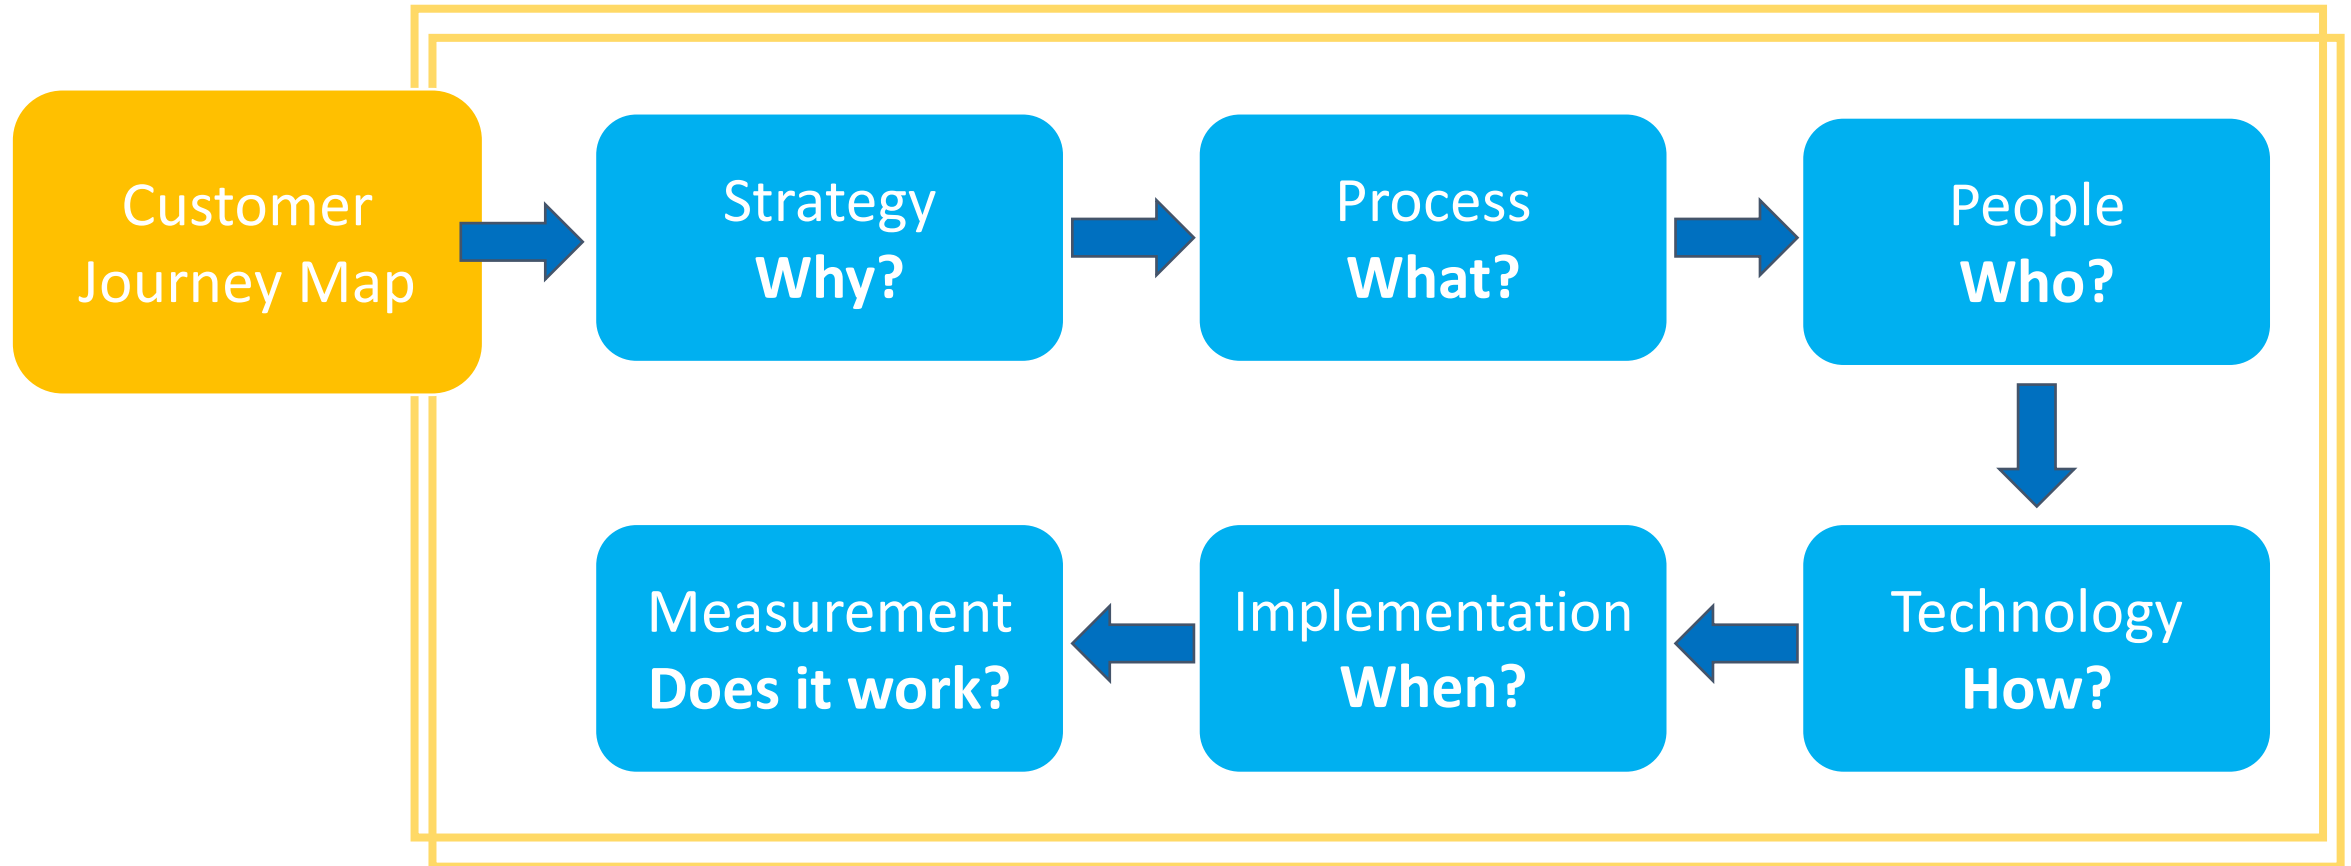 Customer
Journey Map
Strategy
Why?
Process
What?
People
Who?
Technology
How?
Implementation
When?
Measurement
Does it work?